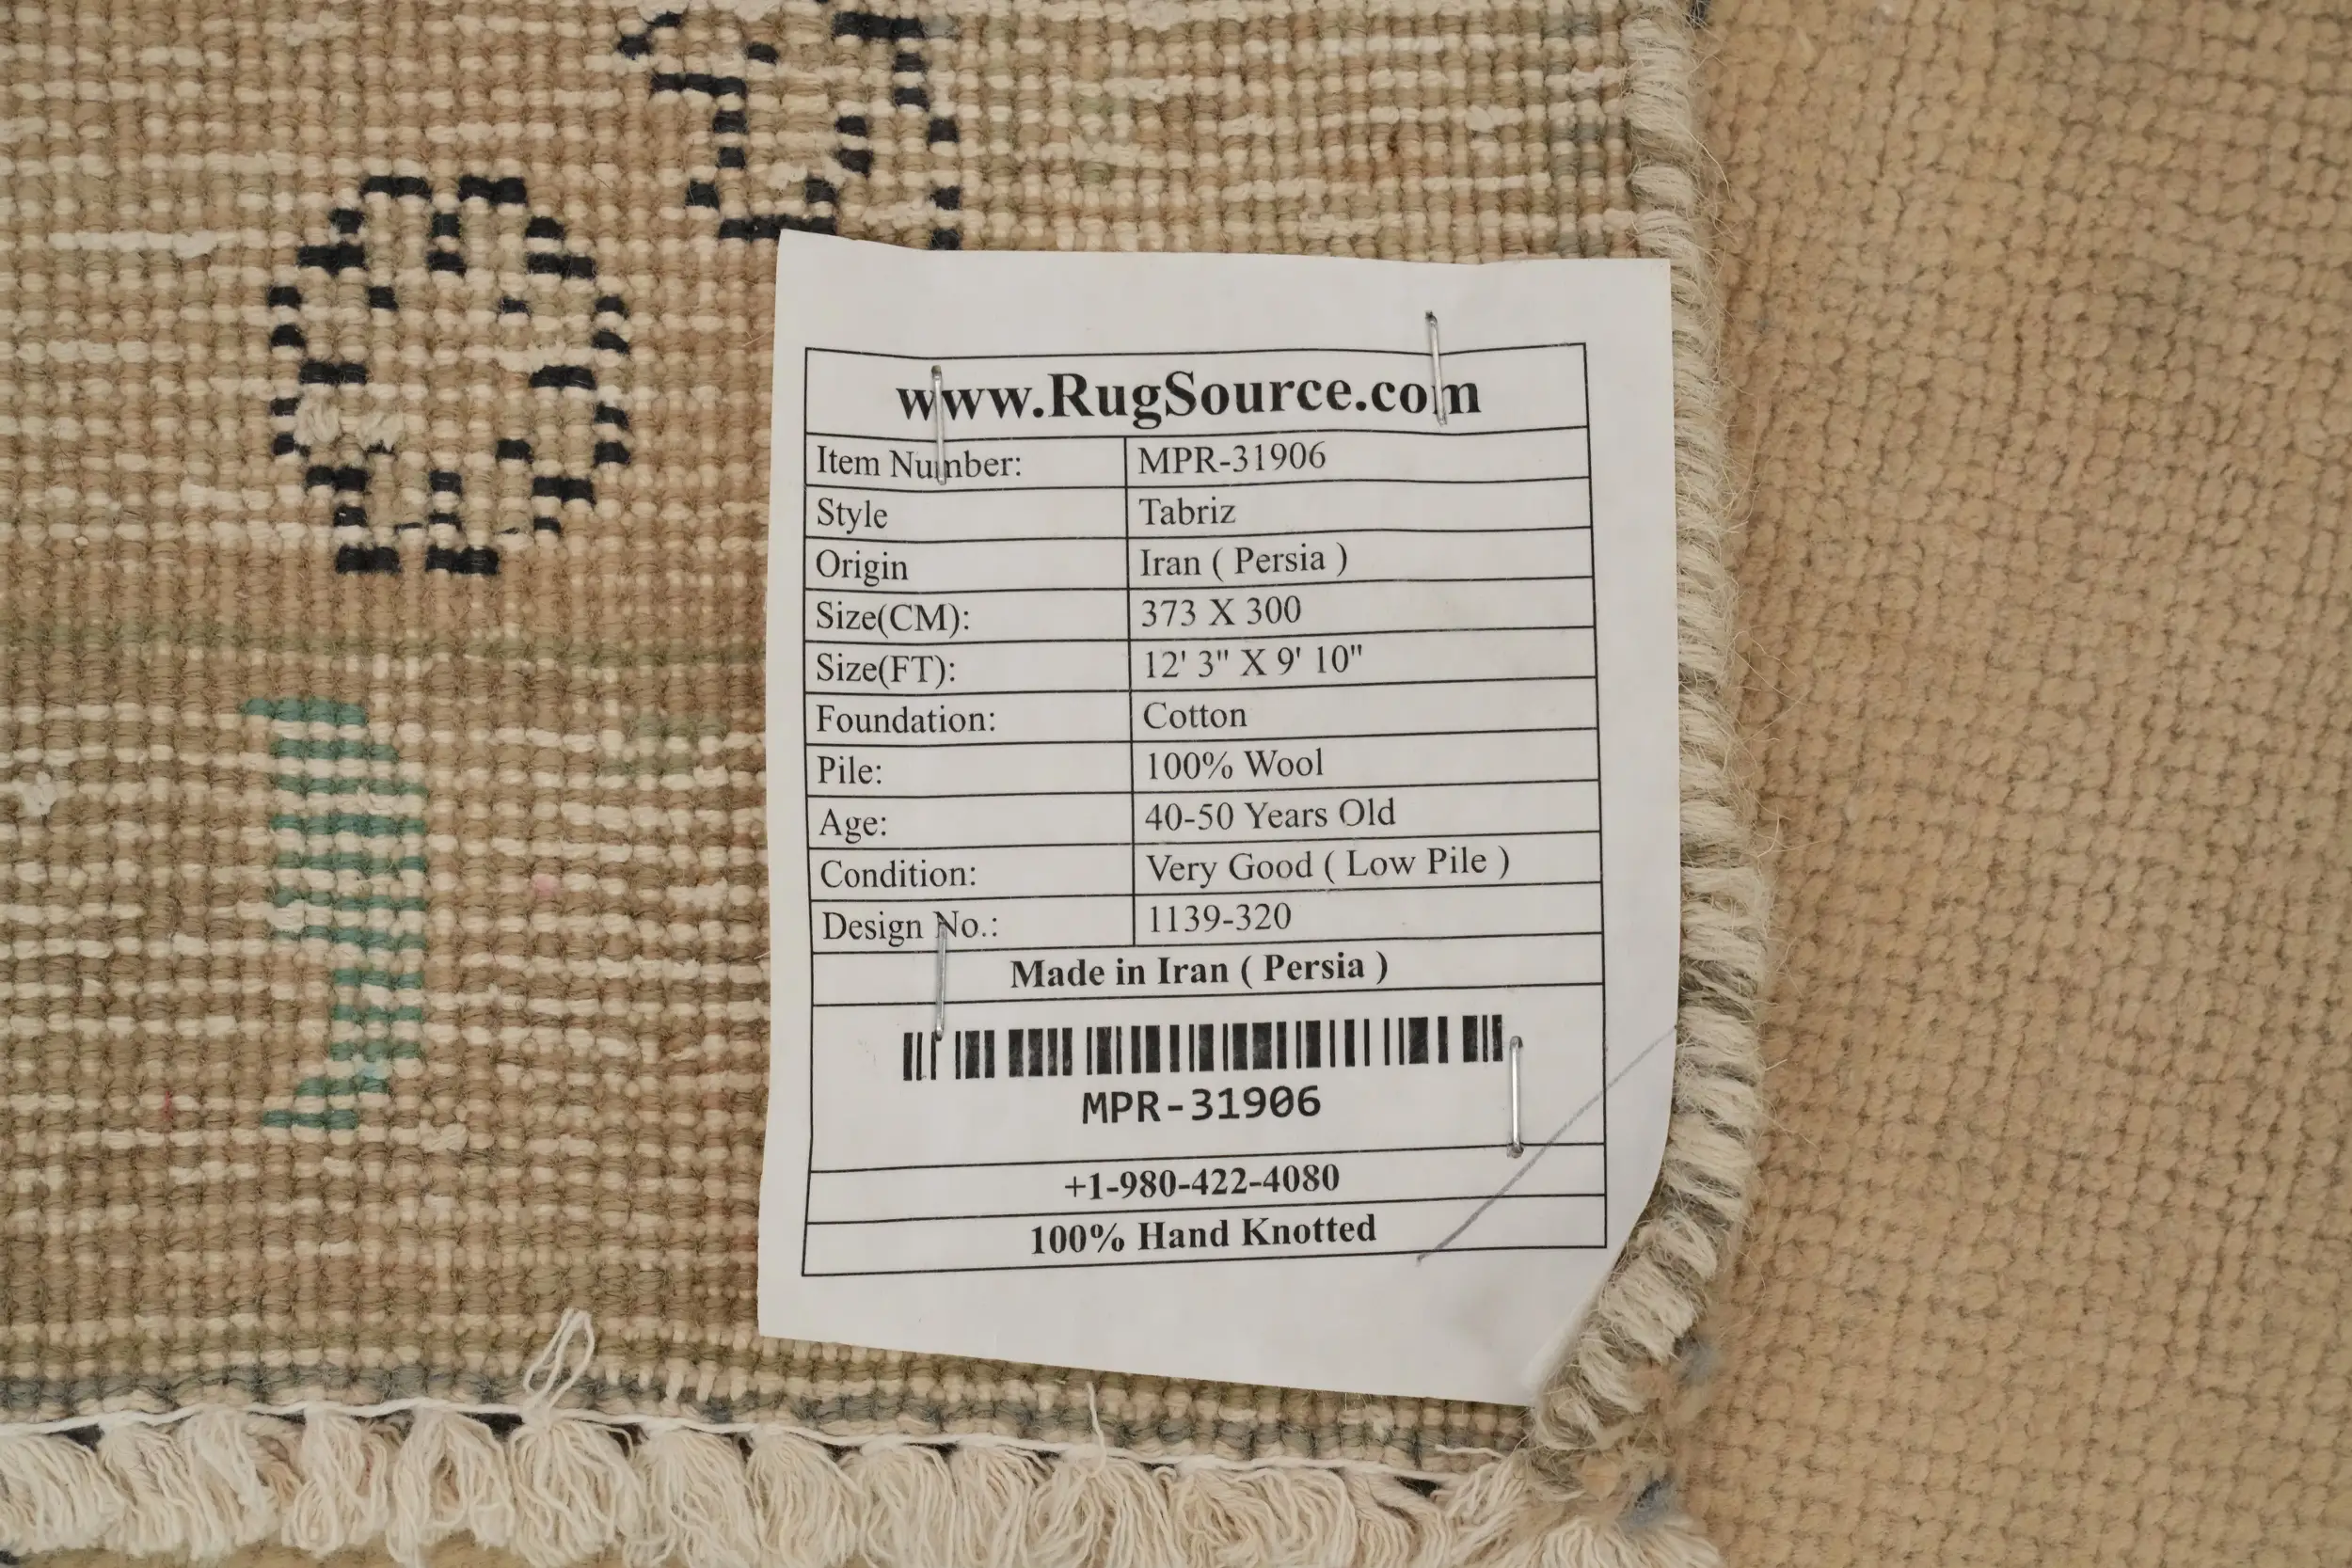 www.RugSource.com
Item Number: MPR-31906
Style Tabriz
Origin Iran ( Persia )
Size(CM): 373 X 300
Size(FT): 12' 3" X 9' 10"
Foundation: Cotton
Pile: 100% Wool
Age: 40-50 Years Old
Condition: Very Good ( Low Pile )
Design No.: 1139-320
Made in Iran ( Persia )
MPR-31906
+1-980-422-4080
100% Hand Knotted